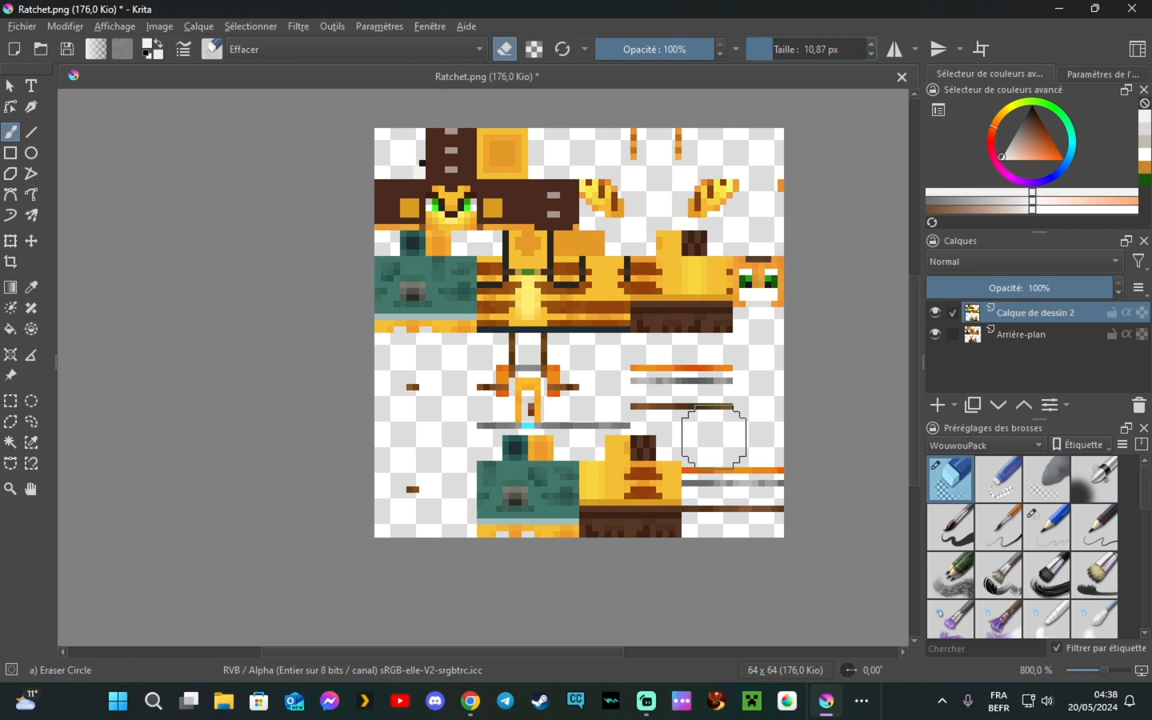 Ratchet.png (176,0 Kio) * - Krita
Fichier Modifier Affichage Image Calque Sélectionner Filtre Outils Paramètres Fenêtre Aide
Effacer
Opacité : 100%
Taille : 10,87 px
Ratchet.png (176,0 Kio) *
Sélecteur de couleurs av...
Paramètres de l'...
Sélecteur de couleurs avancé
Calques
Normal
Opacité: 100%
Calque de dessin 2
Arrière-plan
Préréglages des brosses
WouwouPack
Étiquette
Chercher
Filtrer par étiquette
a) Eraser Circle
RVB / Alpha (Entier sur 8 bits / canal) sRGB-elle-V2-srgbtrc.icc
64 x 64 (176,0 Kio)
0,00°
800,0 %
11°
FRA
BEFR
04:38
20/05/2024